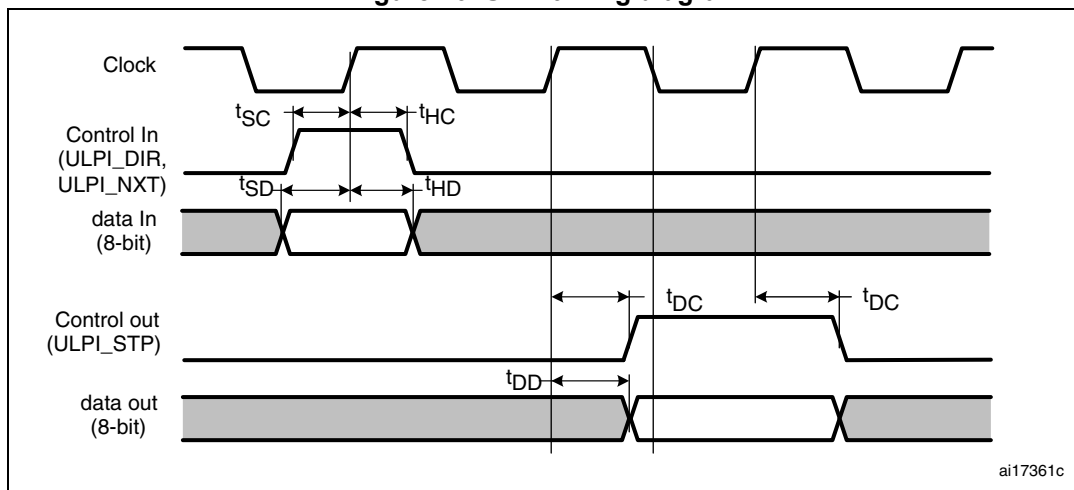 Clock
tSC
tHC
Control In
(ULPI_DIR,
ULPI_NXT)
tSD
tHD
data In
(8-bit)
tDC
tDC
Control out
(ULPI_STP)
tDD
data out
(8-bit)
ai17361c